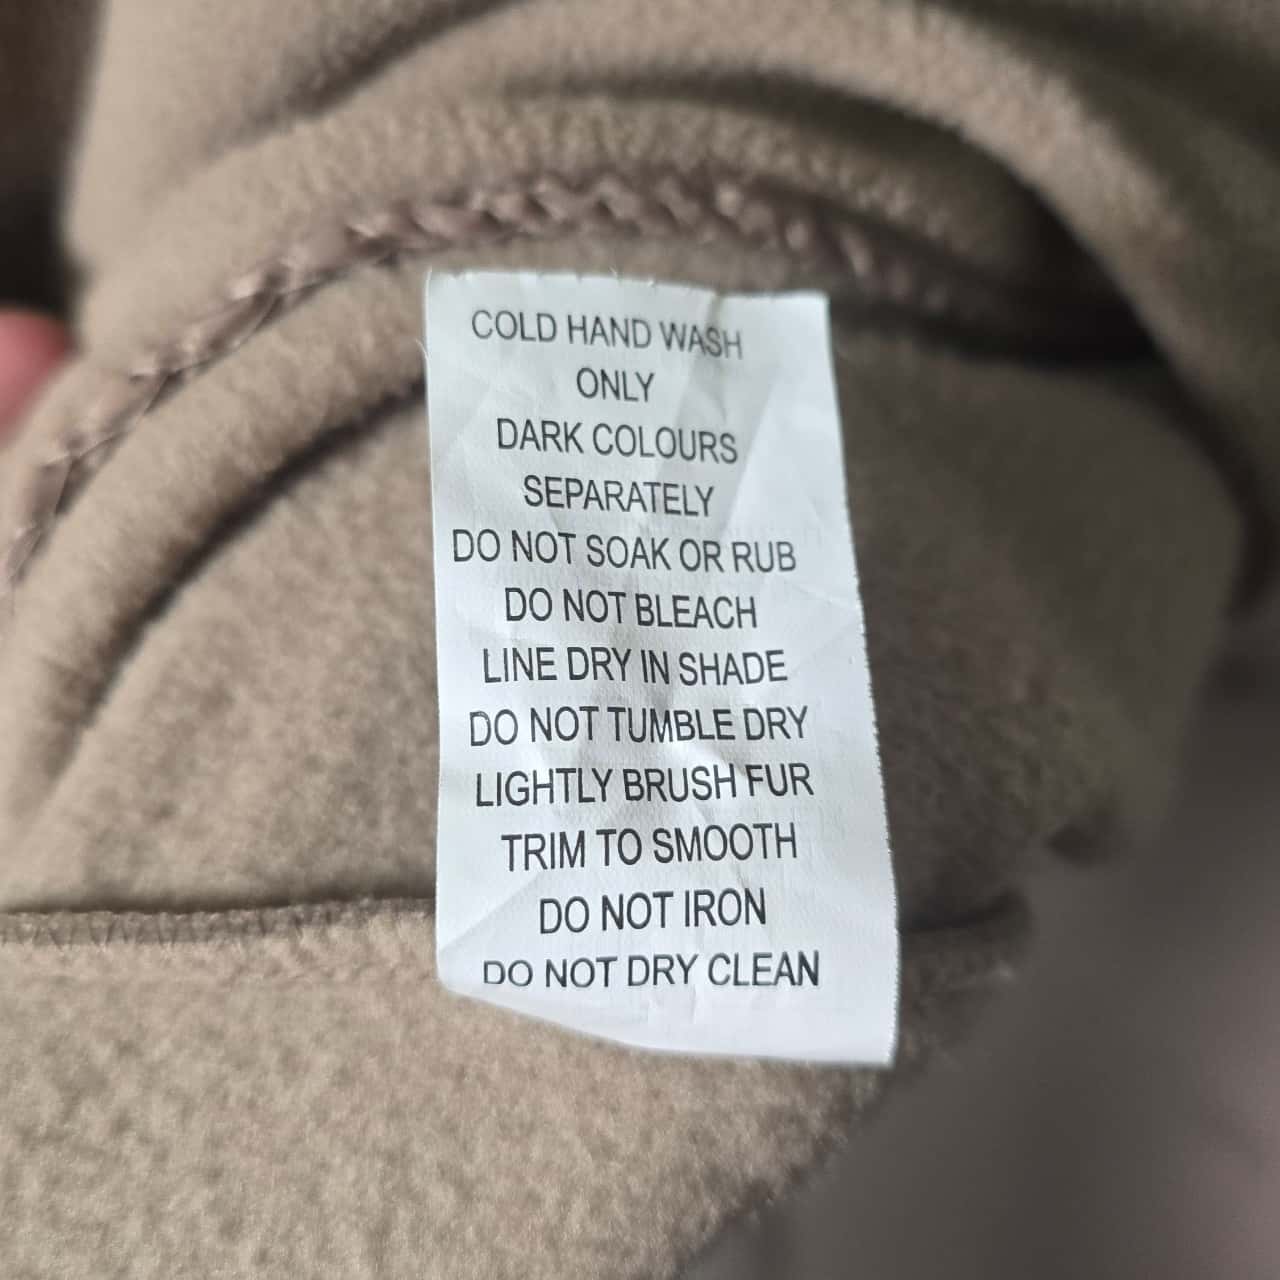 COLD HAND WASH
ONLY
DARK COLOURS
SEPARATELY
DO NOT SOAK OR RUB
DO NOT BLEACH
LINE DRY IN SHADE
DO NOT TUMBLE DRY
LIGHTLY BRUSH FUR
TRIM TO SMOOTH
DO NOT IRON
DO NOT DRY CLEAN